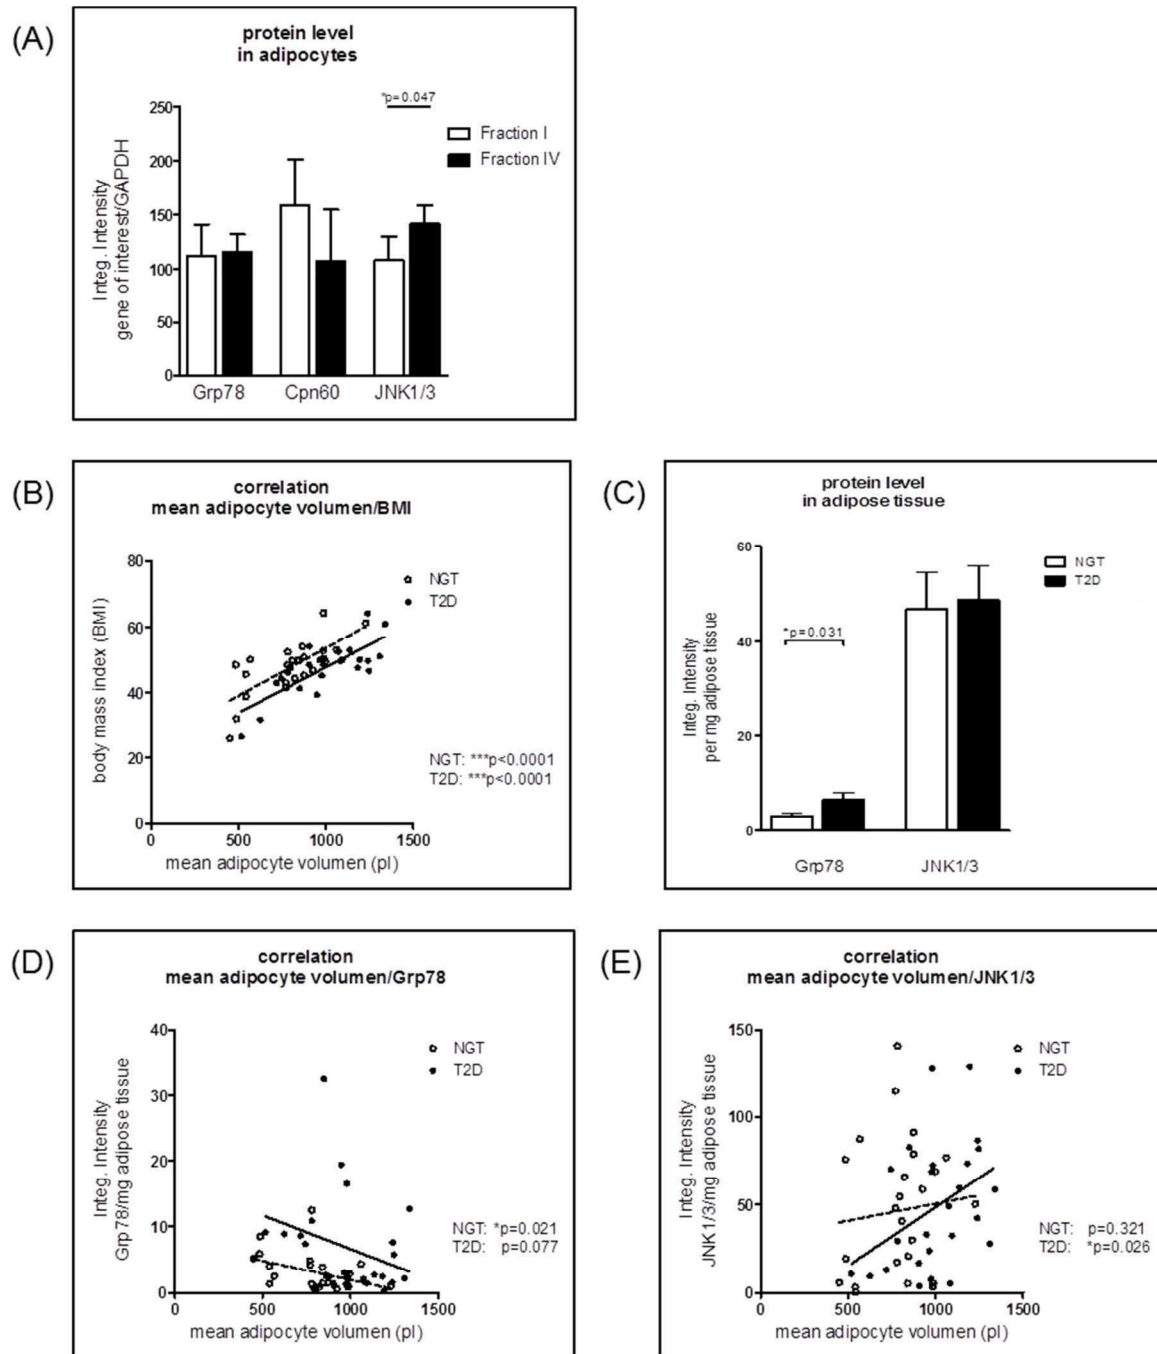 (A)
protein level
in adipocytes
*p=0.047
250
200
150
100
50
0
Integ. Intensity
gene of interest/GAPDH
Fraction I
Fraction IV
Grp78 Cpn60 JNK1/3
(B)
correlation
mean adipocyte volumen/BMI
80
60
40
20
0
body mass index (BMI)
NGT
T2D
NGT: ***p<0.0001
T2D: ***p<0.0001
0 500 1000 1500
mean adipocyte volumen (pl)
(C)
protein level
in adipose tissue
60
40
20
0
Integ. Intensity
per mg adipose tissue
NGT
T2D
*p=0.031
Grp78 JNK1/3
(D)
correlation
mean adipocyte volumen/Grp78
40
30
20
10
0
Integ. Intensity
Grp78/mg adipose tissue
NGT
T2D
NGT: *p=0.021
T2D: p=0.077
0 500 1000 1500
mean adipocyte volumen (pl)
(E)
correlation
mean adipocyte volumen/JNK1/3
150
100
50
0
Integ. Intensity
JNK1/3/mg adipose tissue
NGT
T2D
NGT: p=0.321
T2D: *p=0.026
0 500 1000 1500
mean adipocyte volumen (pl)